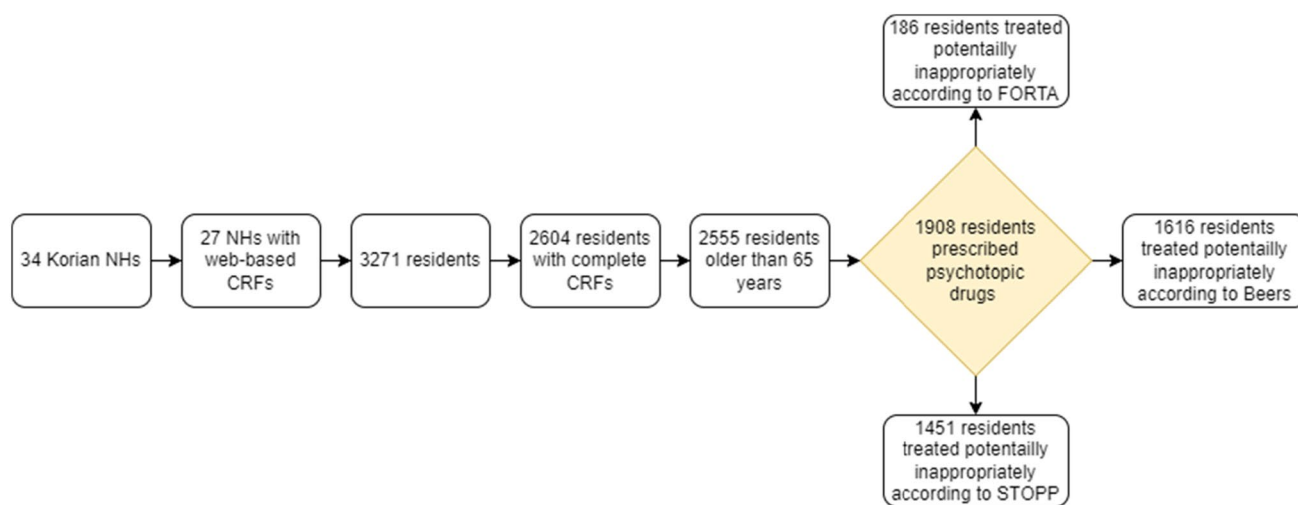 34 Korian NHs
27 NHs with
web-based
CRFs
3271 residents
2604 residents
with complete
CRFs
2555 residents
older than 65
years
1908 residents
prescribed
psychotopic
drugs
186 residents treated
potentailly
inappropriately
according to FORTA
1616 residents
treated potentailly
inappropriately
according to Beers
1451 residents
treated potentailly
inappropriately
according to STOPP